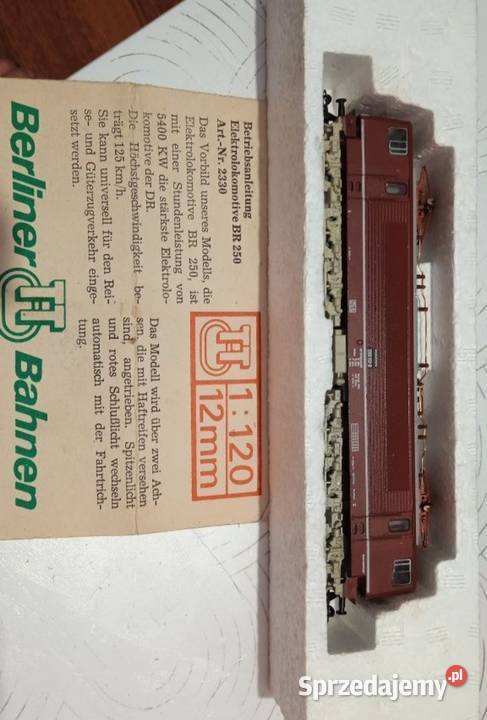 Betriebsanleitung
Elektrolokomotive BR 250
Art.-Nr. 2330
Das Vorbild unseres Modells, die
Elektrolokomotive BR 250, ist
mit einer Stundenleistung von
5400 KW die stärkste Elektrolo-
komotive der DR.
Die Höchstgeschwindigkeit be-
trägt 125 km/h.
Sie kann universell für den Rei-
se- und Güterzugverkehr einge-
setzt werden.
1:120
12mm
Das Modell wird über zwei Ach-
sen, die mit Haftreifen versehen
sind, angetrieben. Spitzenlicht
und rotes Schlußlicht wechseln
automatisch mit der Fahrtrich-
tung.
Berliner Bahnen
Sprzedajemy.pl